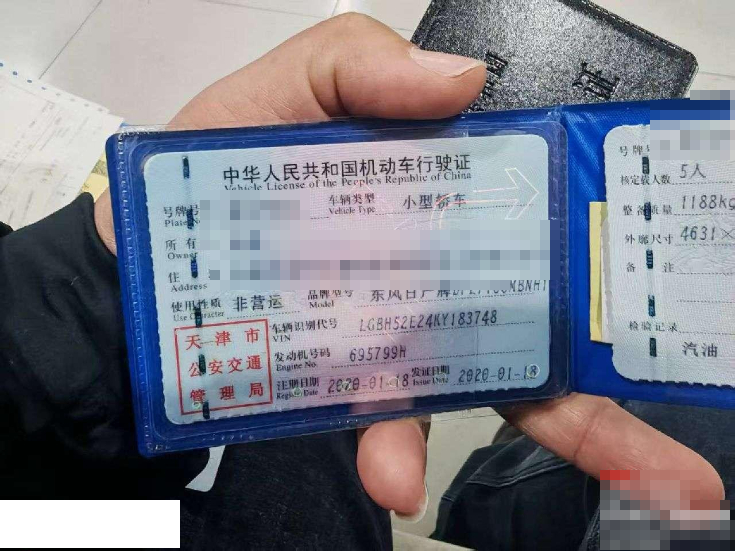 证
中华人民共和国机动车行驶证
Vehicle License of the People's Republic of China
号牌号
Plate
车辆类型
Vehicle Type
小型轿车
所有
Owner
住
Address
使用性质
Use Character
非营运
品牌型号
Model
东风日产牌
车辆识别代号
VIN
LGBH52E24KY183748
发动机号码
Engine No.
695799H
注册日期
Register Date
2020-01-18
发证日期
Issue Date
2020-01-18
天津市
公安交通
管理局
号牌
核定载人数
5人
整备质量
1188kg
外廓尺寸
4631×
备注
检验记录
汽油